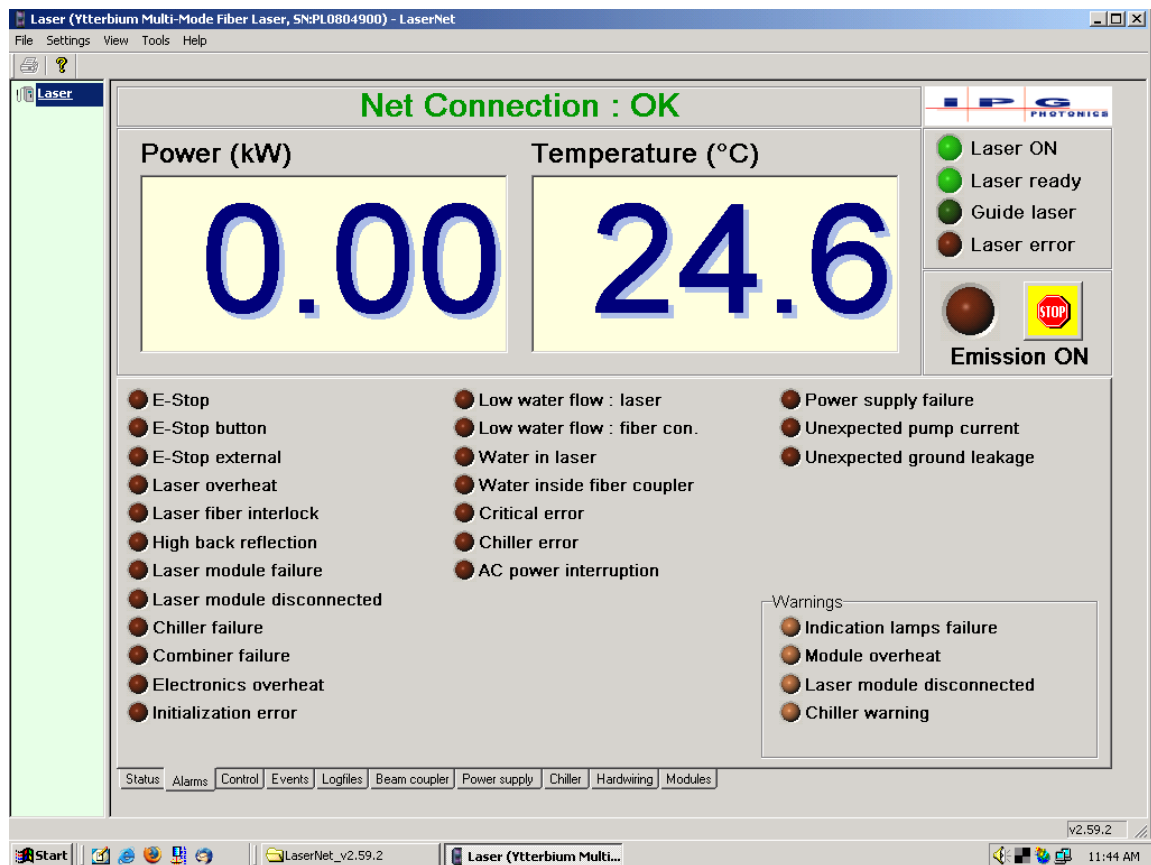 Laser (Ytterbium Multi-Mode Fiber Laser, SN:PL0804900) - LaserNet
File Settings View Tools Help
Laser
Net Connection : OK
IPG
PHOTONICS
Power (kW)
0.00
Temperature (°C)
24.6
Laser ON
Laser ready
Guide laser
Laser error
STOP
Emission ON
E-Stop
E-Stop button
E-Stop external
Laser overheat
Laser fiber interlock
High back reflection
Laser module failure
Laser module disconnected
Chiller failure
Combiner failure
Electronics overheat
Initialization error
Low water flow : laser
Low water flow : fiber con.
Water in laser
Water inside fiber coupler
Critical error
Chiller error
AC power interruption
Power supply failure
Unexpected pump current
Unexpected ground leakage
Warnings
Indication lamps failure
Module overheat
Laser module disconnected
Chiller warning
Status Alarms Control Events Logfiles Beam coupler Power supply Chiller Hardwiring Modules
v2.59.2
Start LaserNet_v2.59.2 Laser (Ytterbium Multi... 11:44 AM